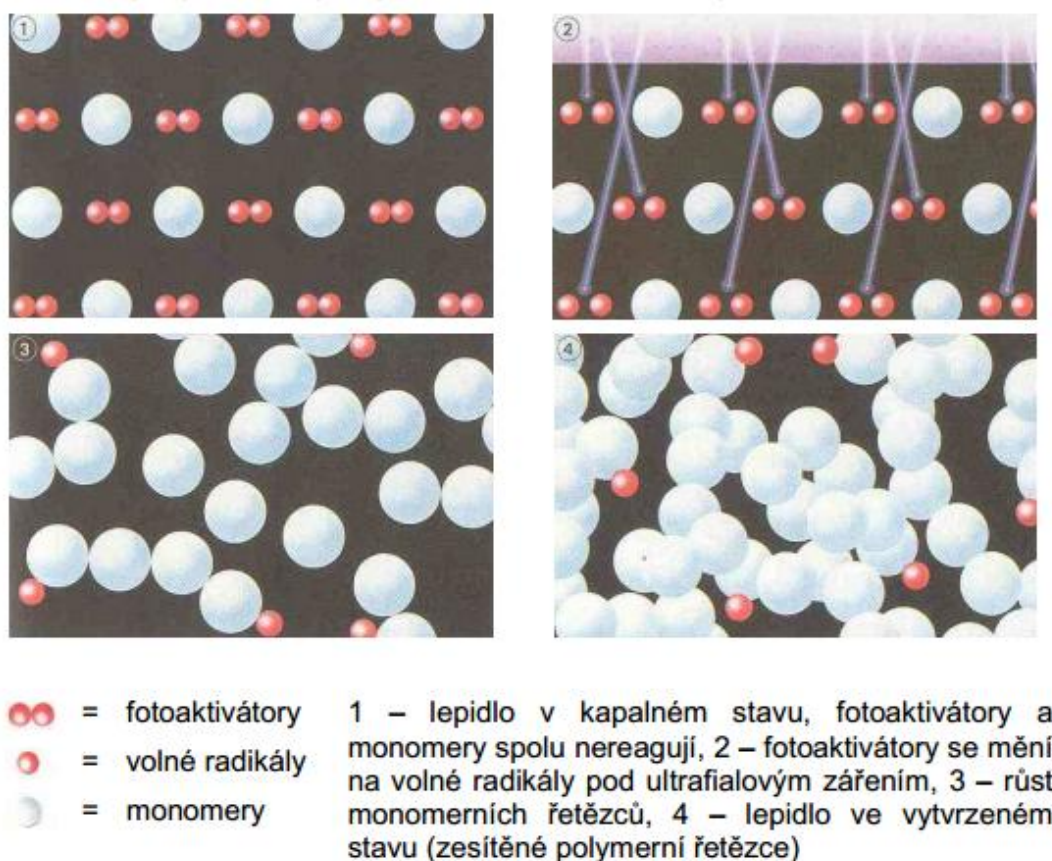 1
2
3
4
= fotoaktivátory
= volné radikály
= monomery
1 – lepidlo v kapalném stavu, fotoaktivátory a
monomery spolu nereagují, 2 – fotoaktivátory se mění
na volné radikály pod ultrafialovým zářením, 3 – růst
monomerních řetězců, 4 – lepidlo ve vytvrzeném
stavu (zesítěné polymerní řetězce)